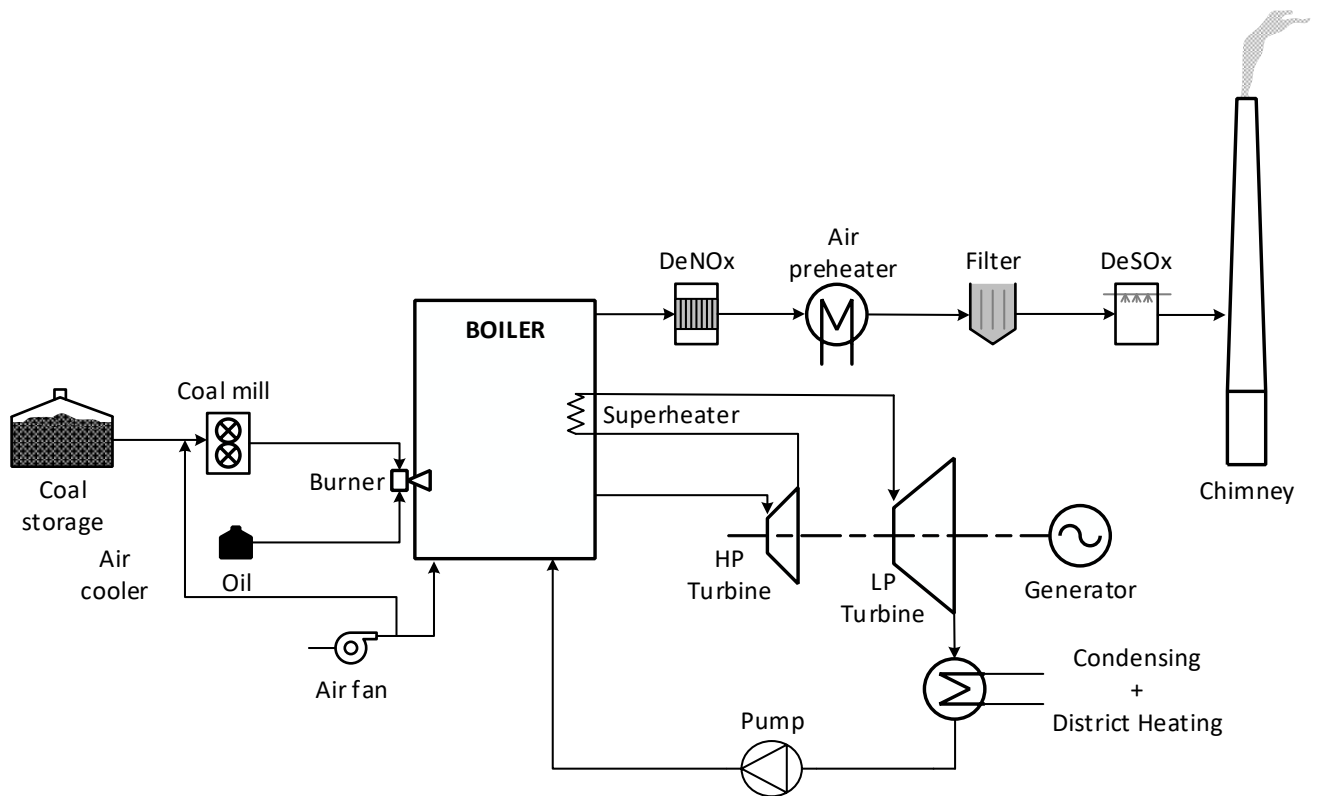 Air
preheater
DeNOx
Filter
DeSOx
BOILER
Coal mill
Superheater
Burner
Coal
storage
Chimney
Air
cooler
Oil
HP
Turbine
LP
Turbine
Generator
Air fan
Condensing
+
District Heating
Pump